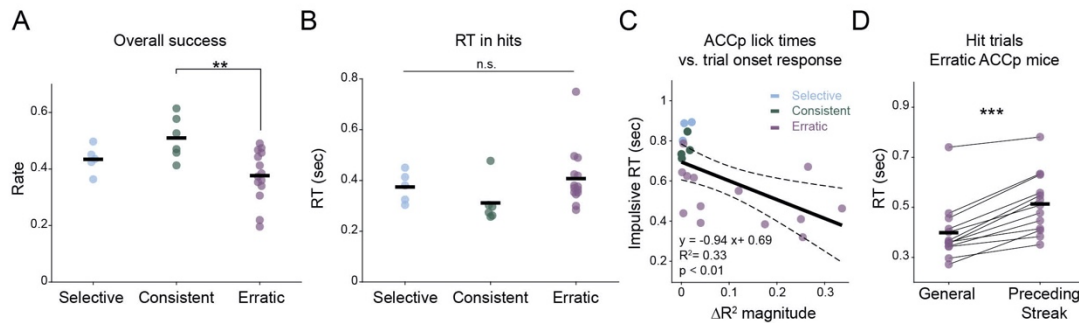 A
Overall success
**
Rate
0.6
0.4
0.2
0
Selective
Consistent
Erratic
B
RT in hits
n.s.
RT (sec)
0.8
0.6
0.4
0.2
0
Selective
Consistent
Erratic
C
ACCp lick times
vs. trial onset response
Selective
Consistent
Erratic
Impulsive RT (sec)
1
0.8
0.6
0.4
0.2
y = -0.94 x+ 0.69
R²= 0.33
p < 0.01
0
0.1
0.2
0.3
ΔR² magnitude
D
Hit trials
Erratic ACCp mice
***
RT (sec)
0.9
0.7
0.5
0.3
General
Preceding
Streak